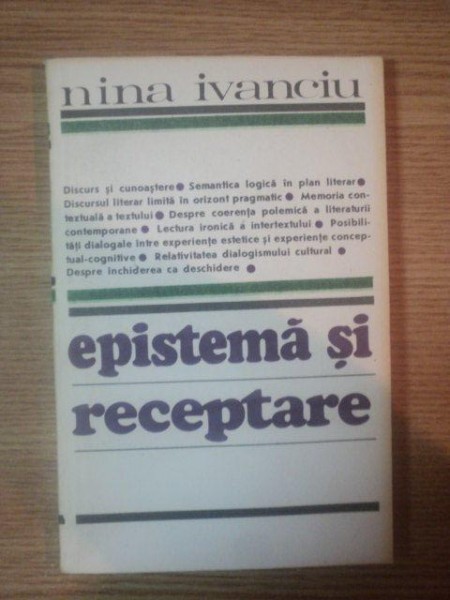 nina ivanciu
Discurs și cunoaștere ● Semantica logică în plan literar ●
Discursul literar limită în orizont pragmatic ● Memoria con-
textuală a textului ● Despre coerența polemică a literaturii
contemporane ● Lectura ironică a intertextului ● Posibili-
tăți dialogale între experiențe estetice și experiențe concep-
tual-cognitive ● Relativitatea dialogismului cultural ●
Despre închiderea ca deschidere ●
epistemă și
receptare